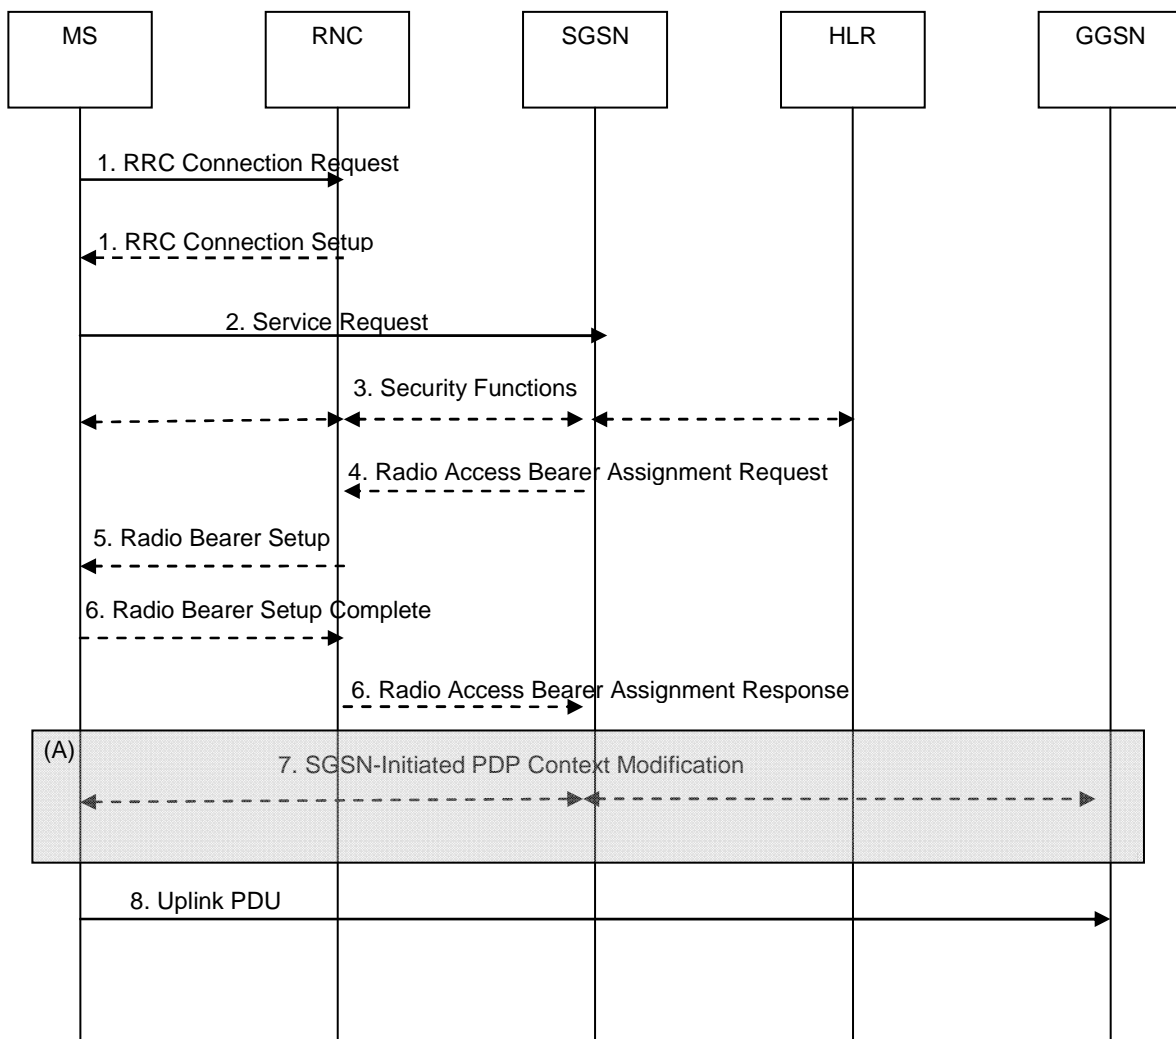 MS
RNC
SGSN
HLR
GGSN
1. RRC Connection Request
1. RRC Connection Setup
2. Service Request
3. Security Functions
4. Radio Access Bearer Assignment Request
5. Radio Bearer Setup
6. Radio Bearer Setup Complete
6. Radio Access Bearer Assignment Response
(A)
7. SGSN-Initiated PDP Context Modification
8. Uplink PDU